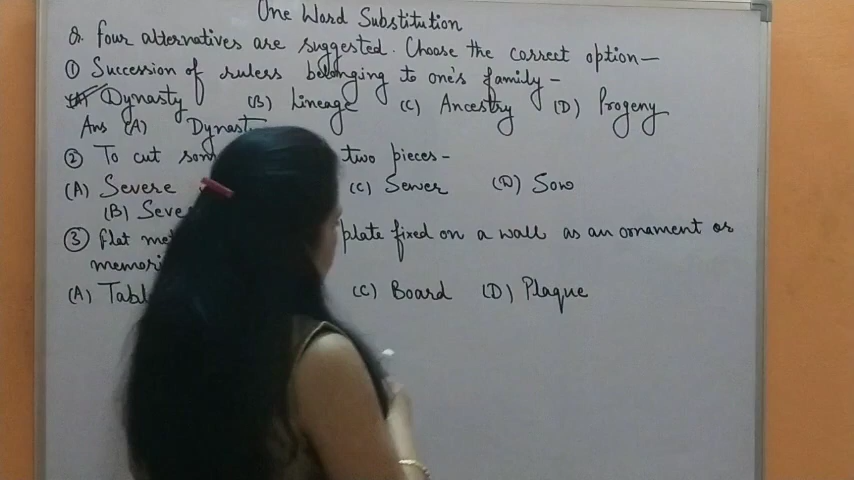 One Word Substitution
Q. four alternatives are suggested. Choose the correct option—
① Succession of rulers belonging to one's family—
(A) Dynasty (B) Lineage (C) Ancestry (D) Progeny
Ans (A) Dynast
② To cut som two pieces-
(A) Severe (C) Sewer (D) Sow
(B) Seve
③ flat me plate fixed on a wall as an ornament or
memori
(A) Tabl (C) Board (D) Plaque